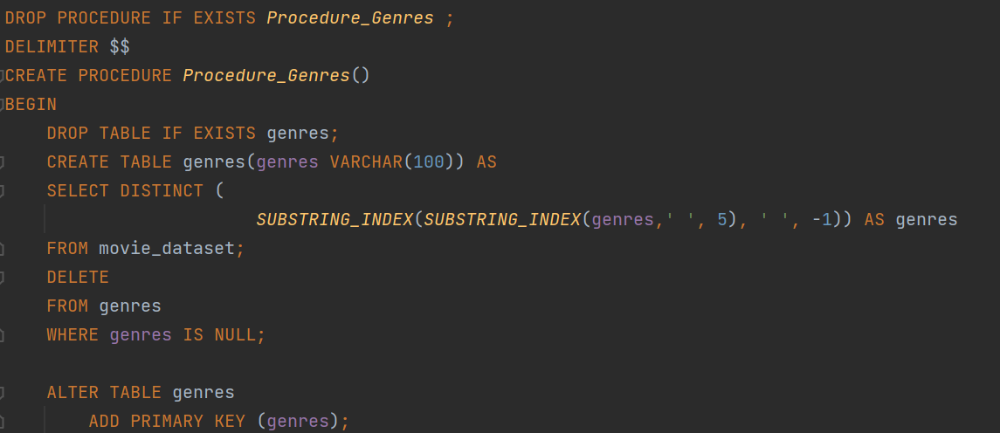 DROP PROCEDURE IF EXISTS Procedure_Genres ;
DELIMITER $$
CREATE PROCEDURE Procedure_Genres()
BEGIN
    DROP TABLE IF EXISTS genres;
    CREATE TABLE genres(genres VARCHAR(100)) AS
    SELECT DISTINCT (
                        SUBSTRING_INDEX(SUBSTRING_INDEX(genres,' ', 5), ' ', -1)) AS genres
    FROM movie_dataset;
    DELETE
    FROM genres
    WHERE genres IS NULL;
    ALTER TABLE genres
        ADD PRIMARY KEY (genres);